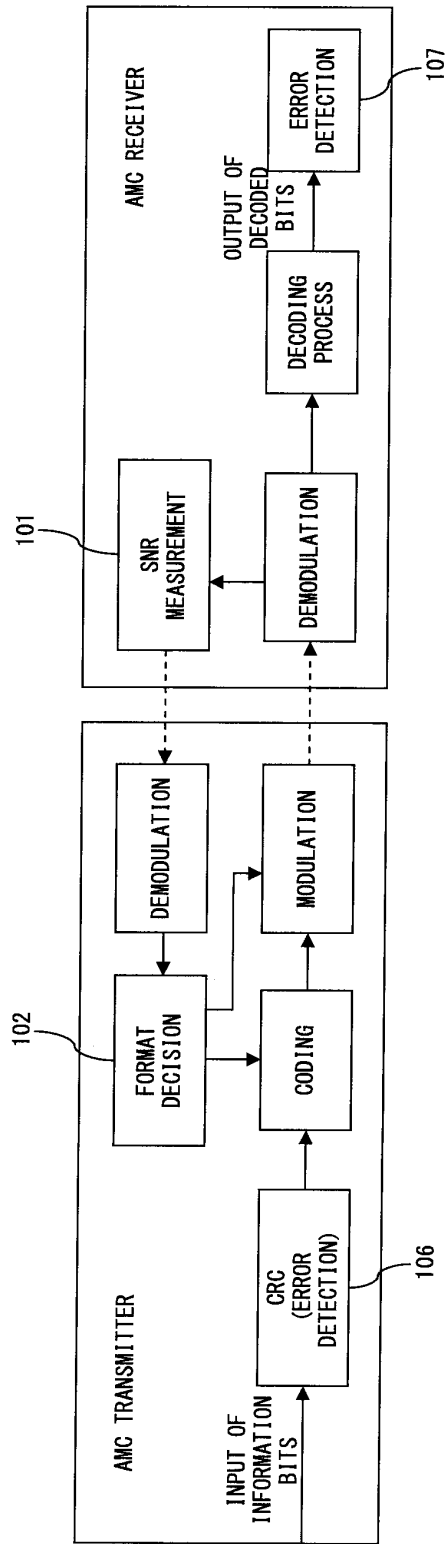 AMC TRANSMITTER
102
FORMAT
DECISION
DEMODULATION
INPUT OF
INFORMATION
BITS
CRC
(ERROR
DETECTION)
106
CODING
MODULATION
AMC RECEIVER
101
SNR
MEASUREMENT
DEMODULATION
DECODING
PROCESS
OUTPUT OF
DECODED
BITS
ERROR
DETECTION
107